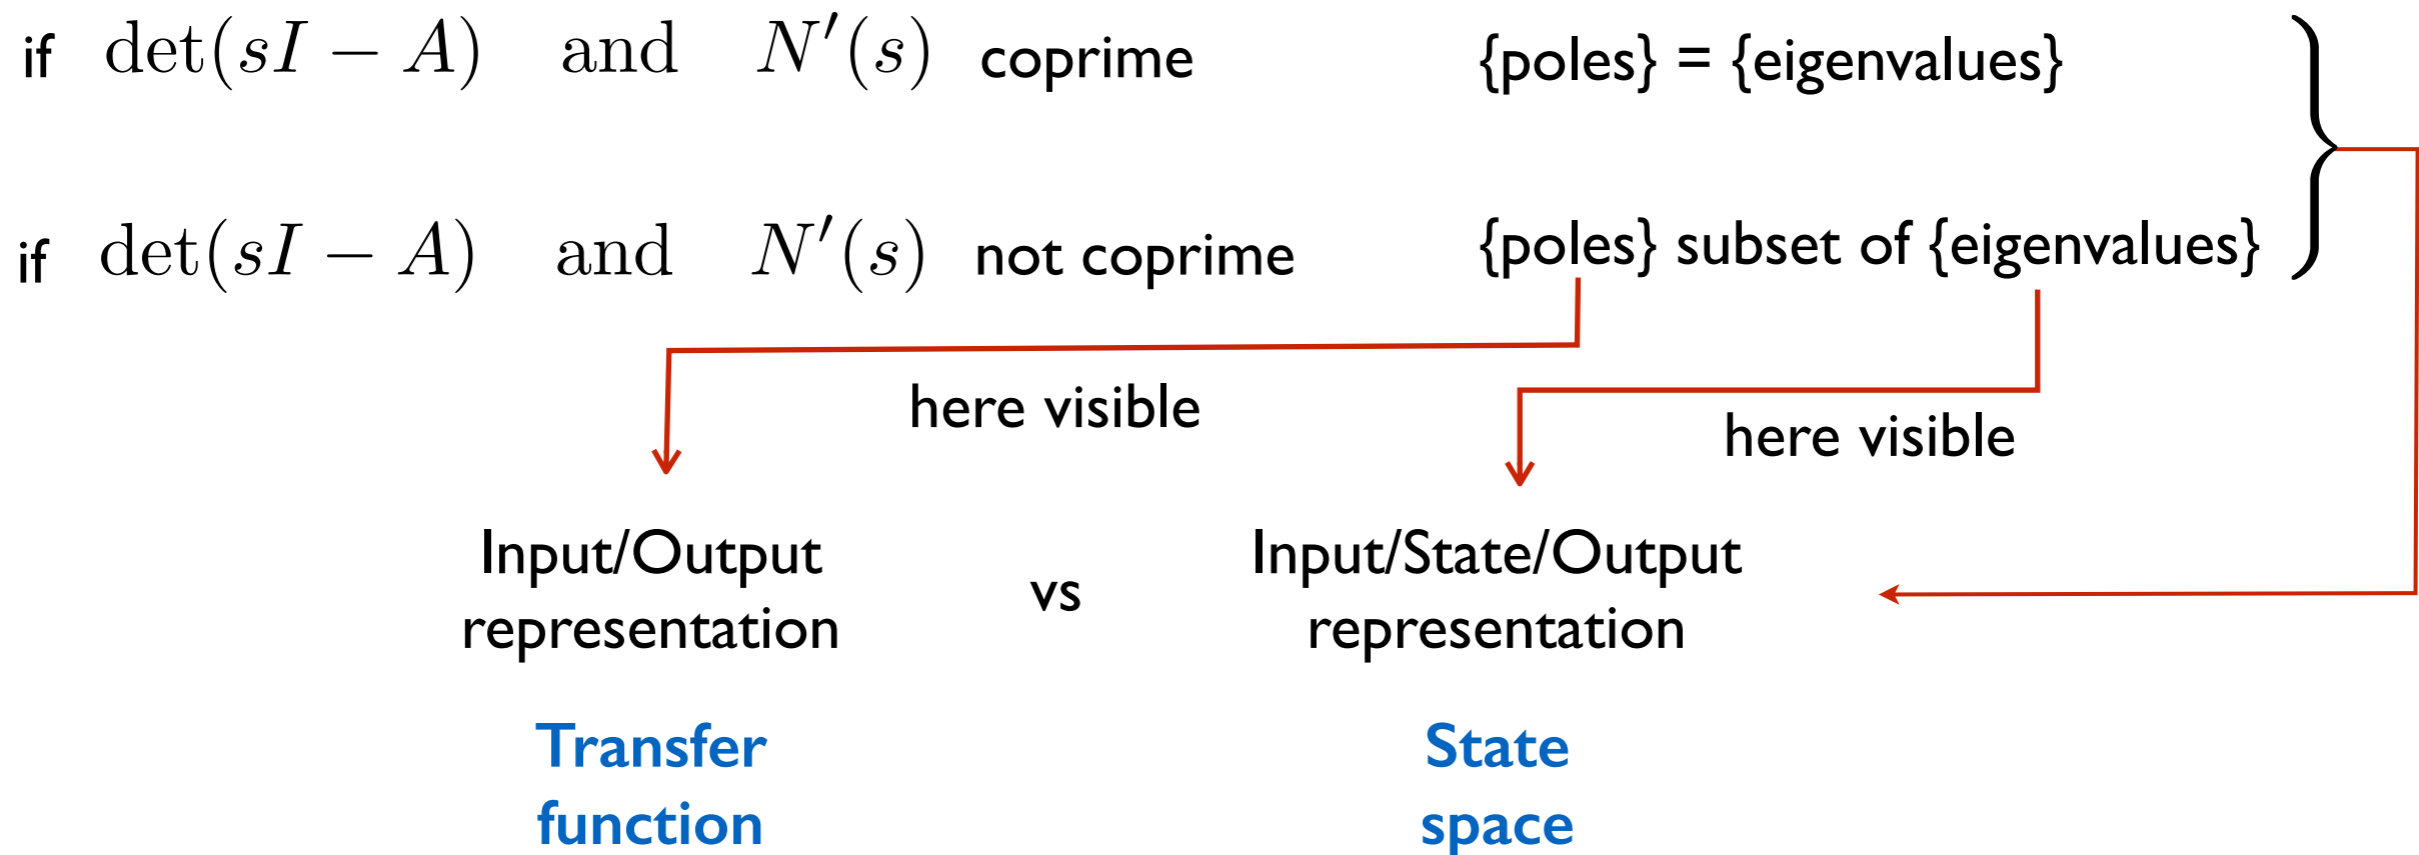 if det(sI − A) and N′(s) coprime {poles} = {eigenvalues}
if det(sI − A) and N′(s) not coprime {poles} subset of {eigenvalues}
here visible
here visible
Input/Output
representation
vs
Input/State/Output
representation
Transfer
function
State
space